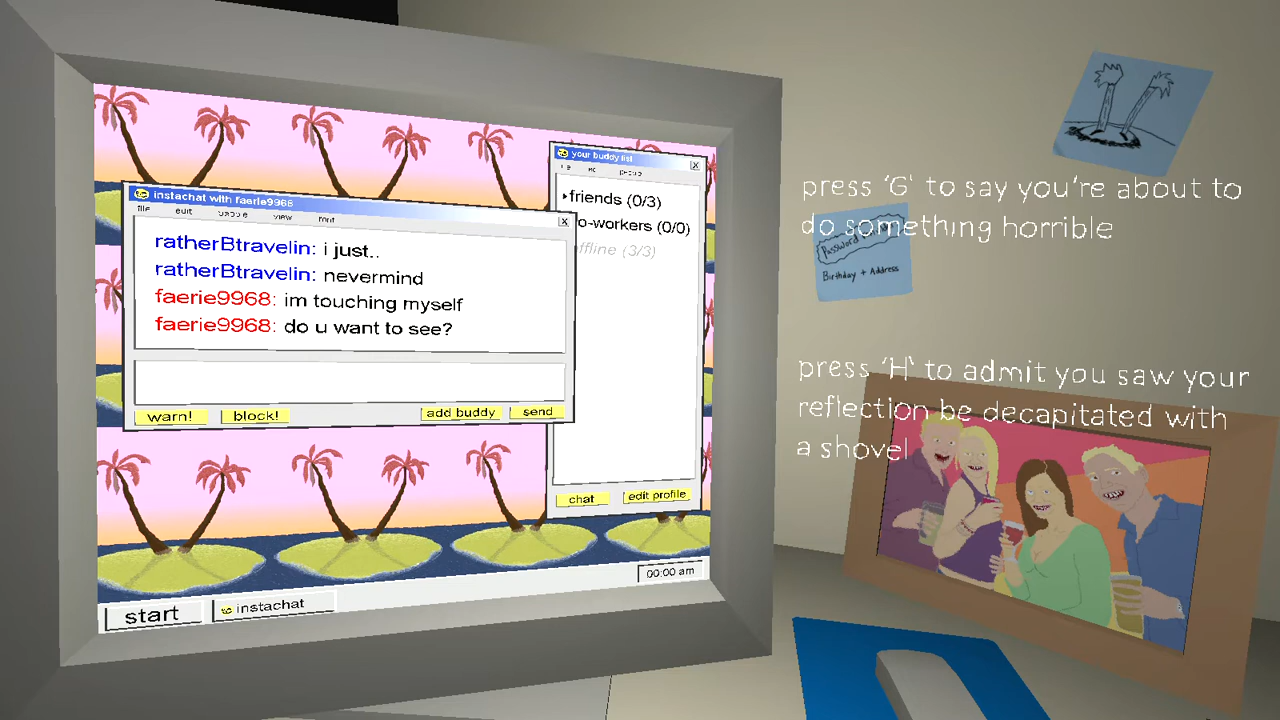 your buddy list
friends (0/3)
o-workers (0/0)
ffline (3/3)
chat
edit profile
instachat with faerie9968
file edit people view font
ratherBtravelin: i just..
ratherBtravelin: nevermind
faerie9968: im touching myself
faerie9968: do u want to see?
warn! block! add buddy send
start
instachat
00:00 am
press 'G' to say you're about to
do something horrible
Password
Birthday + Address
press 'H' to admit you saw your
reflection be decapitated with
a shovel